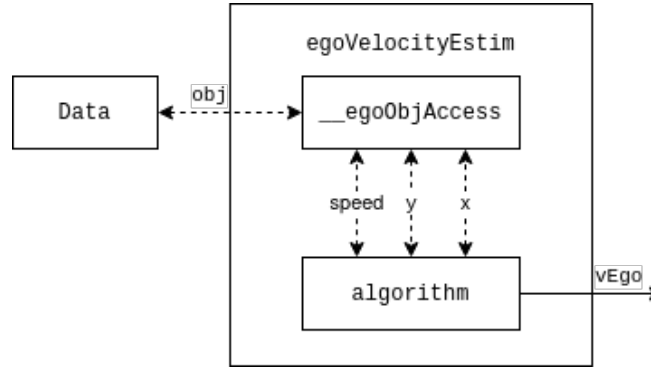 egoVelocityEstim
Data
obj
__egoObjAccess
speed
y
x
algorithm
vEgo